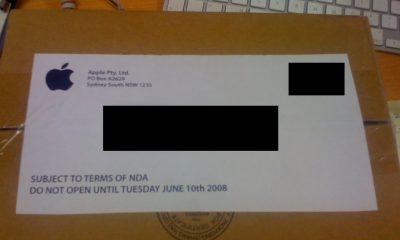 Apple Pty. Ltd.
PO Box A2629
Sydney South NSW 1235
SUBJECT TO TERMS OF NDA
DO NOT OPEN UNTIL TUESDAY JUNE 10th 2008